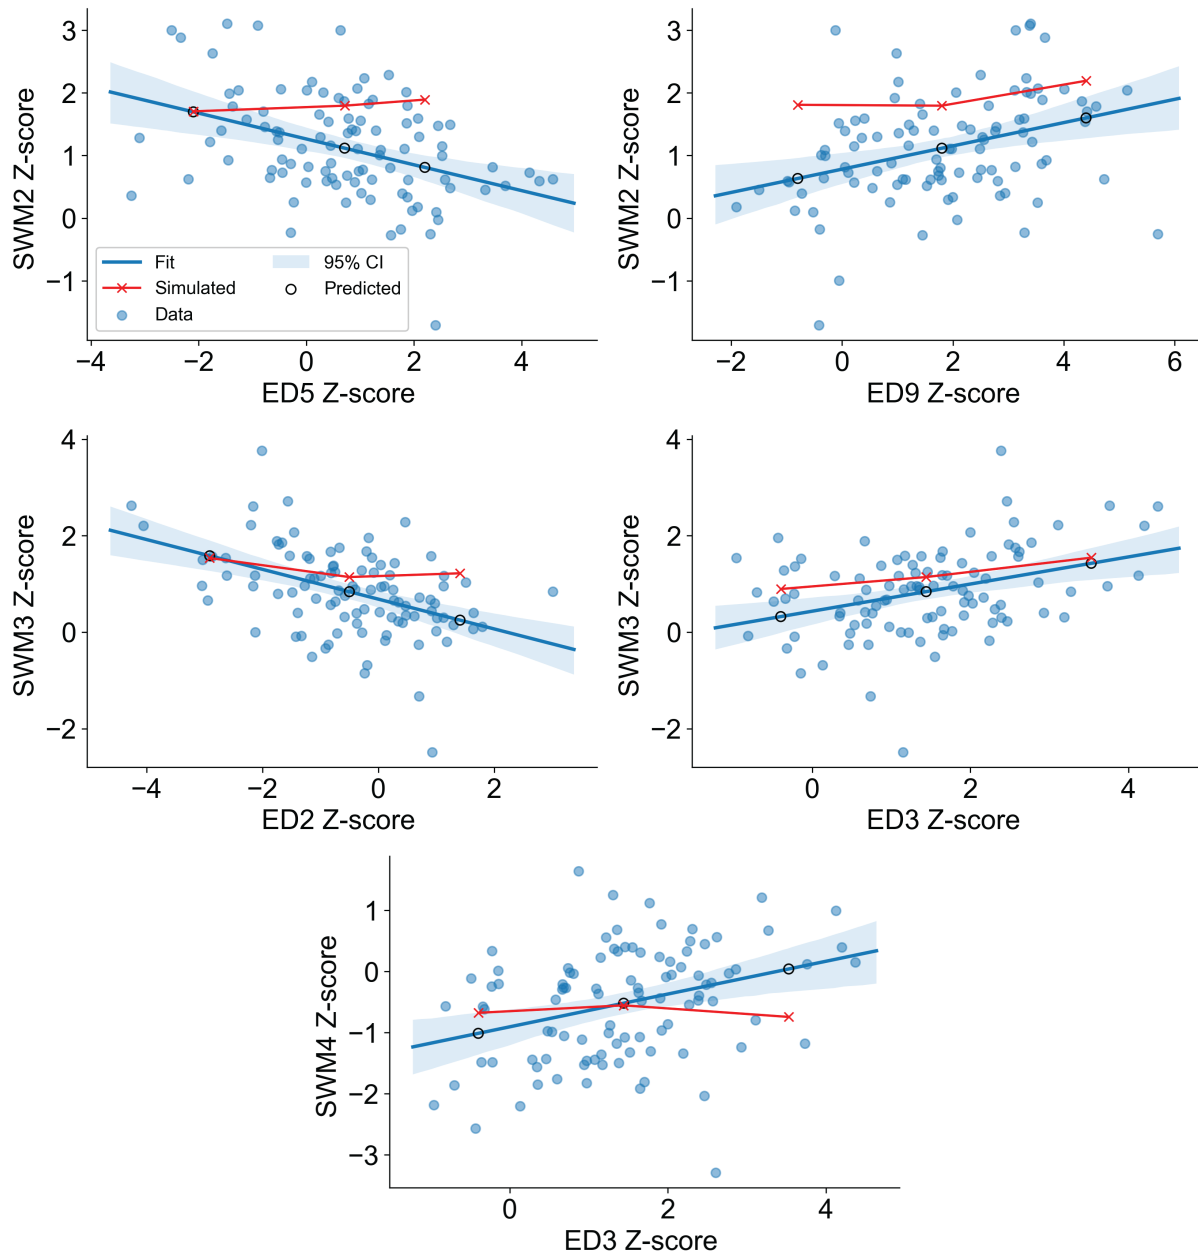 3
2
1
0
−1
SWM2 Z-score
Fit
Simulated
Data
95% CI
Predicted
−4
−2
0
2
4
ED5 Z-score
3
2
1
0
−1
SWM2 Z-score
−2
0
2
4
6
ED9 Z-score
4
2
0
−2
SWM3 Z-score
−4
−2
0
2
ED2 Z-score
4
2
0
−2
SWM3 Z-score
0
2
4
ED3 Z-score
1
0
−1
−2
−3
SWM4 Z-score
0
2
4
ED3 Z-score